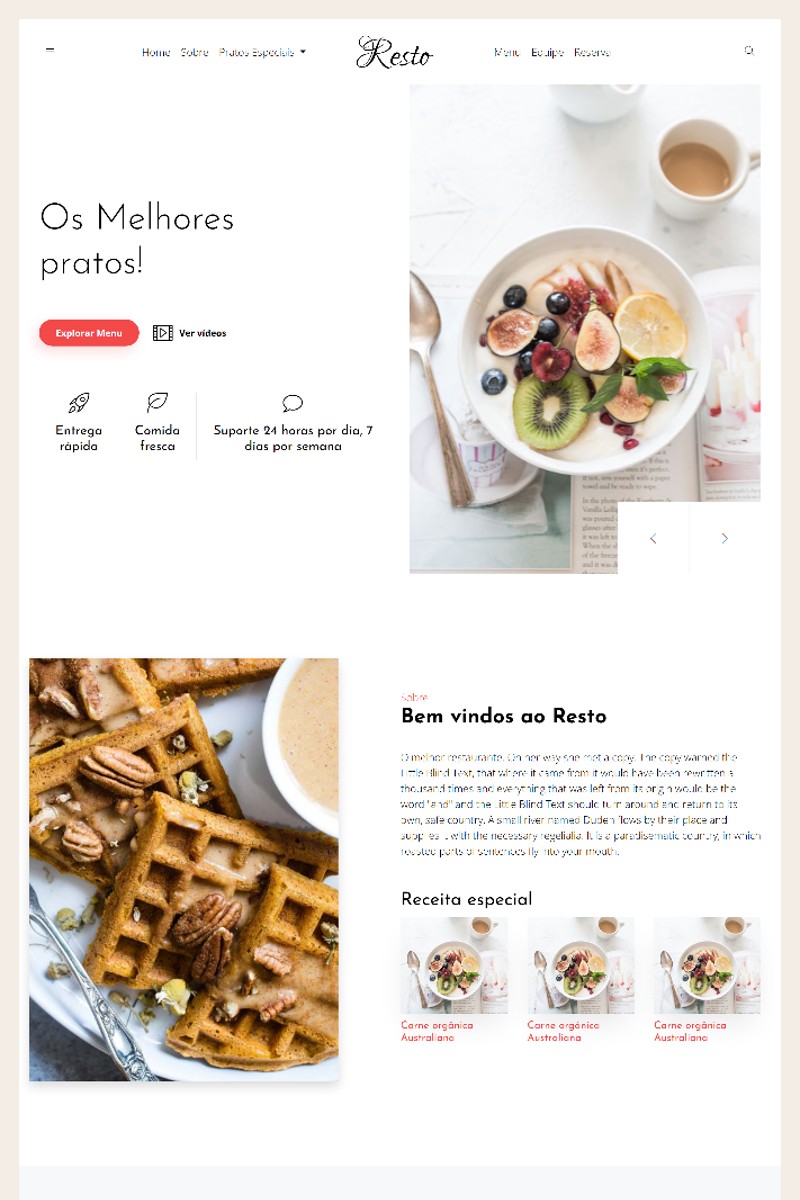 Home Sobre Pratos Especiais
Resto
Menu Equipe Reserva
Os Melhores
pratos!
Explorar Menu
Ver vídeos
Entrega
rápida
Comida
fresca
Suporte 24 horas por dia, 7
dias por semana
Sobre
Bem vindos ao Resto
O melhor restaurante. On her way she met a copy. The copy warned the
Little Blind Text, that where it came from it would have been rewritten a
thousand times and everything that was left from its origin would be the
word "and" and the Little Blind Text should turn around and return to its
own, safe country. A small river named Duden flows by their place and
supplies it with the necessary regelialia. It is a paradisematic country, in which
roasted parts of sentences fly into your mouth.
Receita especial
Carne orgânica
Australiana
Carne orgânica
Australiana
Carne orgânica
Australiana